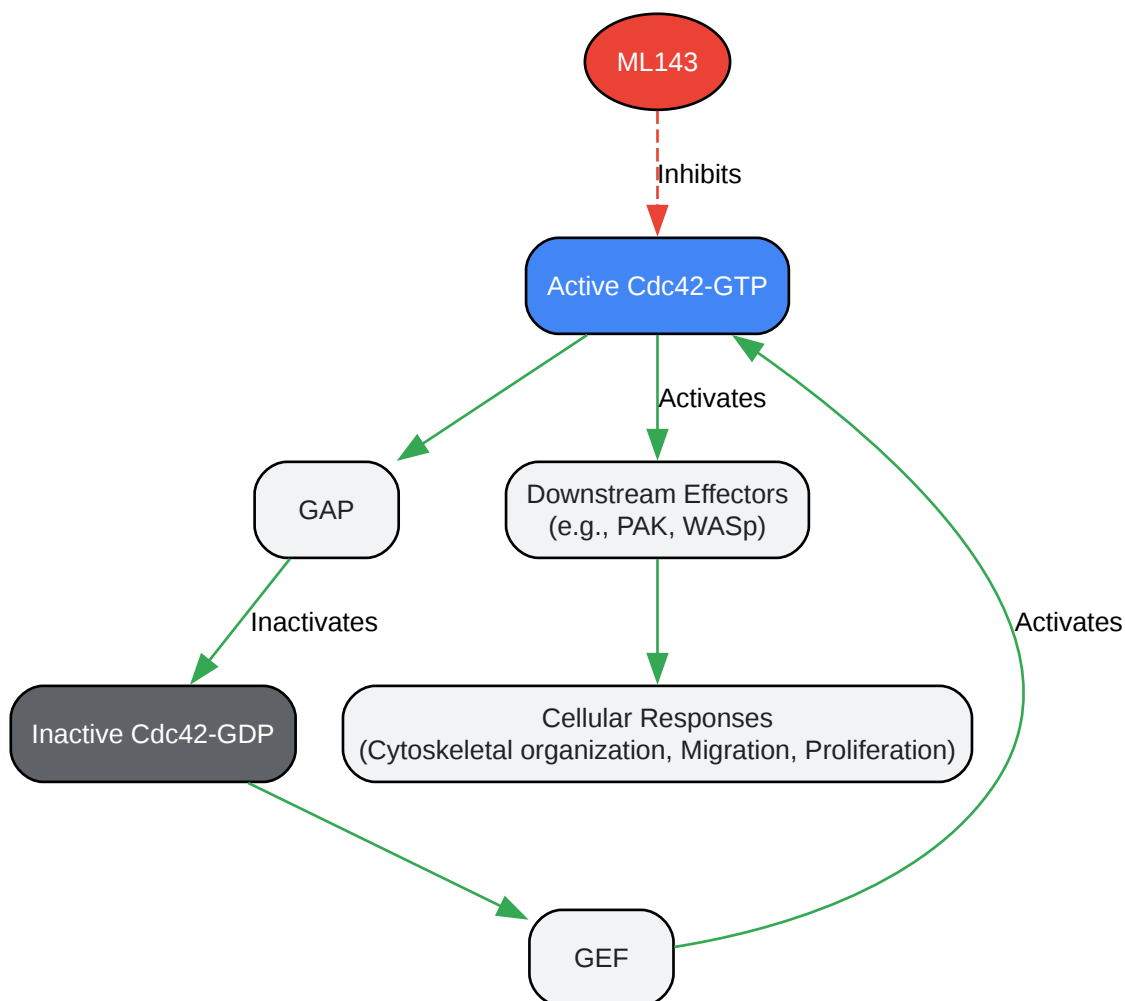 ML143
Inhibits
Active Cdc42-GTP
Activates
GAP
Downstream Effectors
(e.g., PAK, WASp)
Inactivates
Activates
Inactive Cdc42-GDP
Cellular Responses
(Cytoskeletal organization, Migration, Proliferation)
GEF